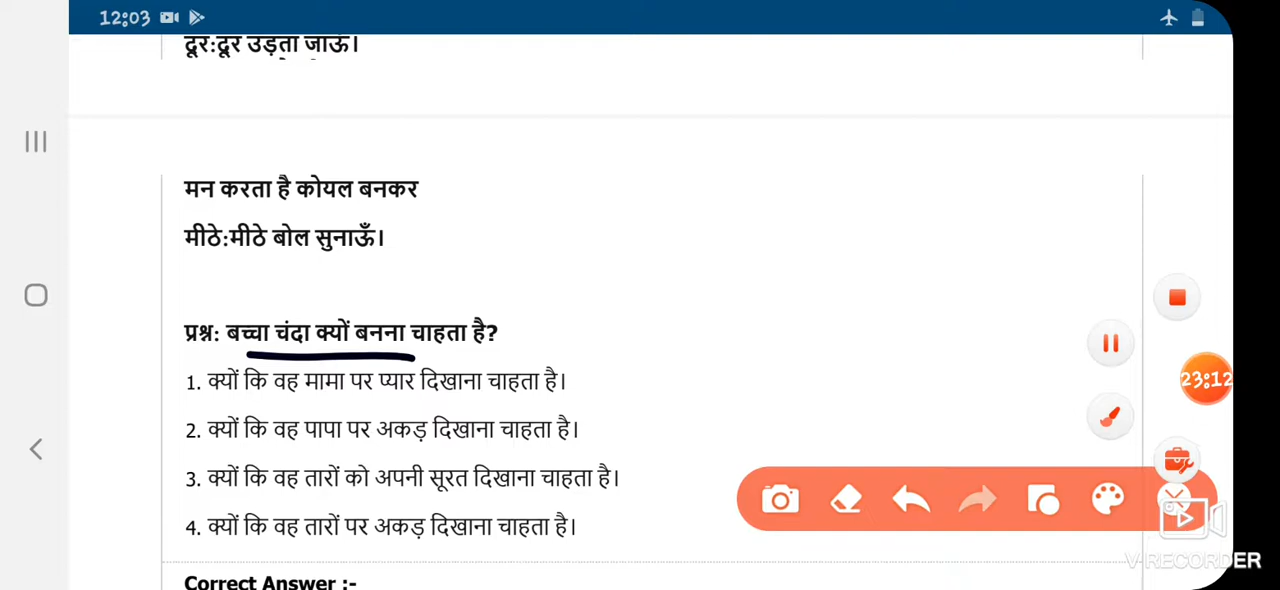 12:03
दूर:दूर उड़ता जाऊँ।
मन करता है कोयल बनकर
मीठे:मीठे बोल सुनाऊँ।
प्रश्न: बच्चा चंदा क्यों बनना चाहता है?
1. क्यों कि वह मामा पर प्यार दिखाना चाहता है।
2. क्यों कि वह पापा पर अकड़ दिखाना चाहता है।
3. क्यों कि वह तारों को अपनी सूरत दिखाना चाहता है।
4. क्यों कि वह तारों पर अकड़ दिखाना चाहता है।
Correct Answer :-
23:12
V-RECORDER